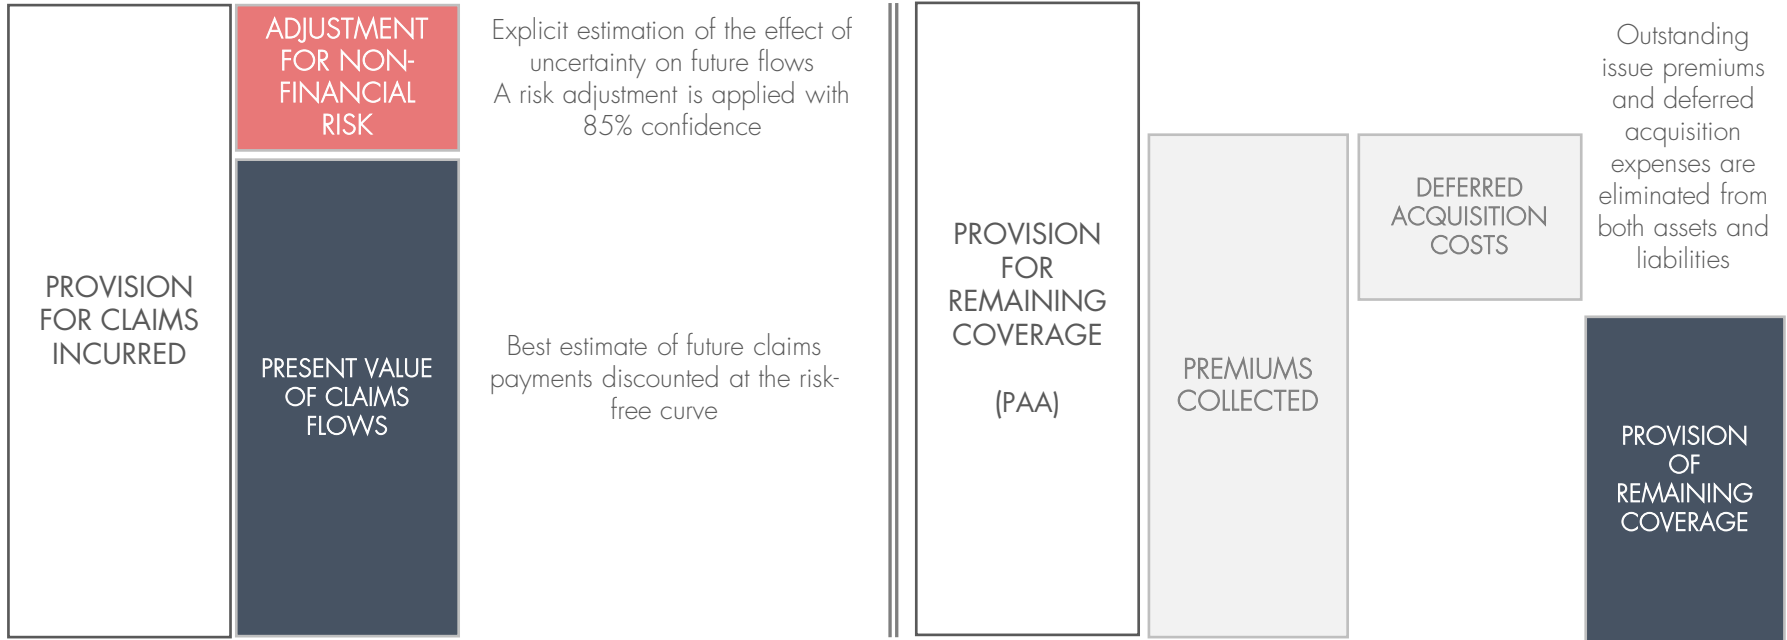 PROVISION
FOR CLAIMS
INCURRED
ADJUSTMENT
FOR NON-
FINANCIAL
RISK
Explicit estimation of the effect of
uncertainty on future flows
A risk adjustment is applied with
85% confidence
PRESENT VALUE
OF CLAIMS
FLOWS
Best estimate of future claims
payments discounted at the risk-
free curve
PROVISION
FOR
REMAINING
COVERAGE
(PAA)
PREMIUMS
COLLECTED
DEFERRED
ACQUISITION
COSTS
Outstanding
issue premiums
and deferred
acquisition
expenses are
eliminated from
both assets and
liabilities
PROVISION
OF
REMAINING
COVERAGE